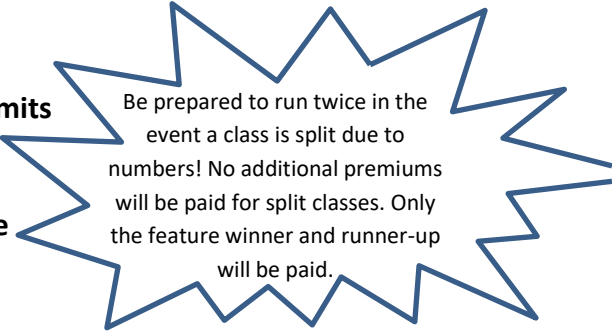 mits
Be prepared to run twice in the
event a class is split due to
numbers! No additional premiums
will be paid for split classes. Only
e
the feature winner and runner-up
will be paid.